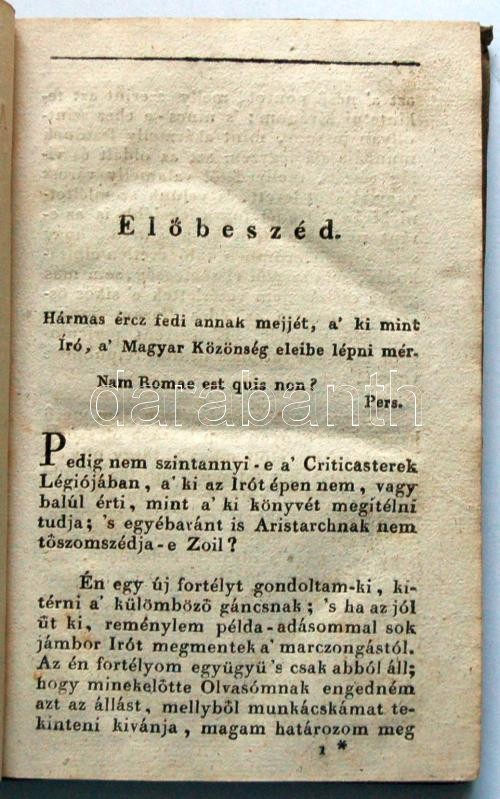 Előbeszéd.
Hármas ércz fedi annak mejjét, a' ki mint
Író, a' Magyar Közönség eleibe lépni mér.
Nam Romae est quis non?
Pers.
darabanth
Pedig nem szintannyi-e a' Criticasterek
Légiójában, a' ki az Irót épen nem, vagy
balúl érti, mint a' ki könyvét megítélni
tudja; 's egyébaránt is Aristarchnak nem
tőszomszédja-e Zoil?
Én egy új fortélyt gondoltam-ki, ki-
térni a' külömböző gáncsnak; 's ha az jól
üt ki, reménylem példa-adásommal sok
jámbor Irót megmentek a' marczongástól.
Az én fortélyom együgyü 's csak abból áll;
hogy minekelőtte Olvasómnak engedném
azt az állást, mellyből munkácskámat te-
kinteni kivánja, magam határozom meg
1 *